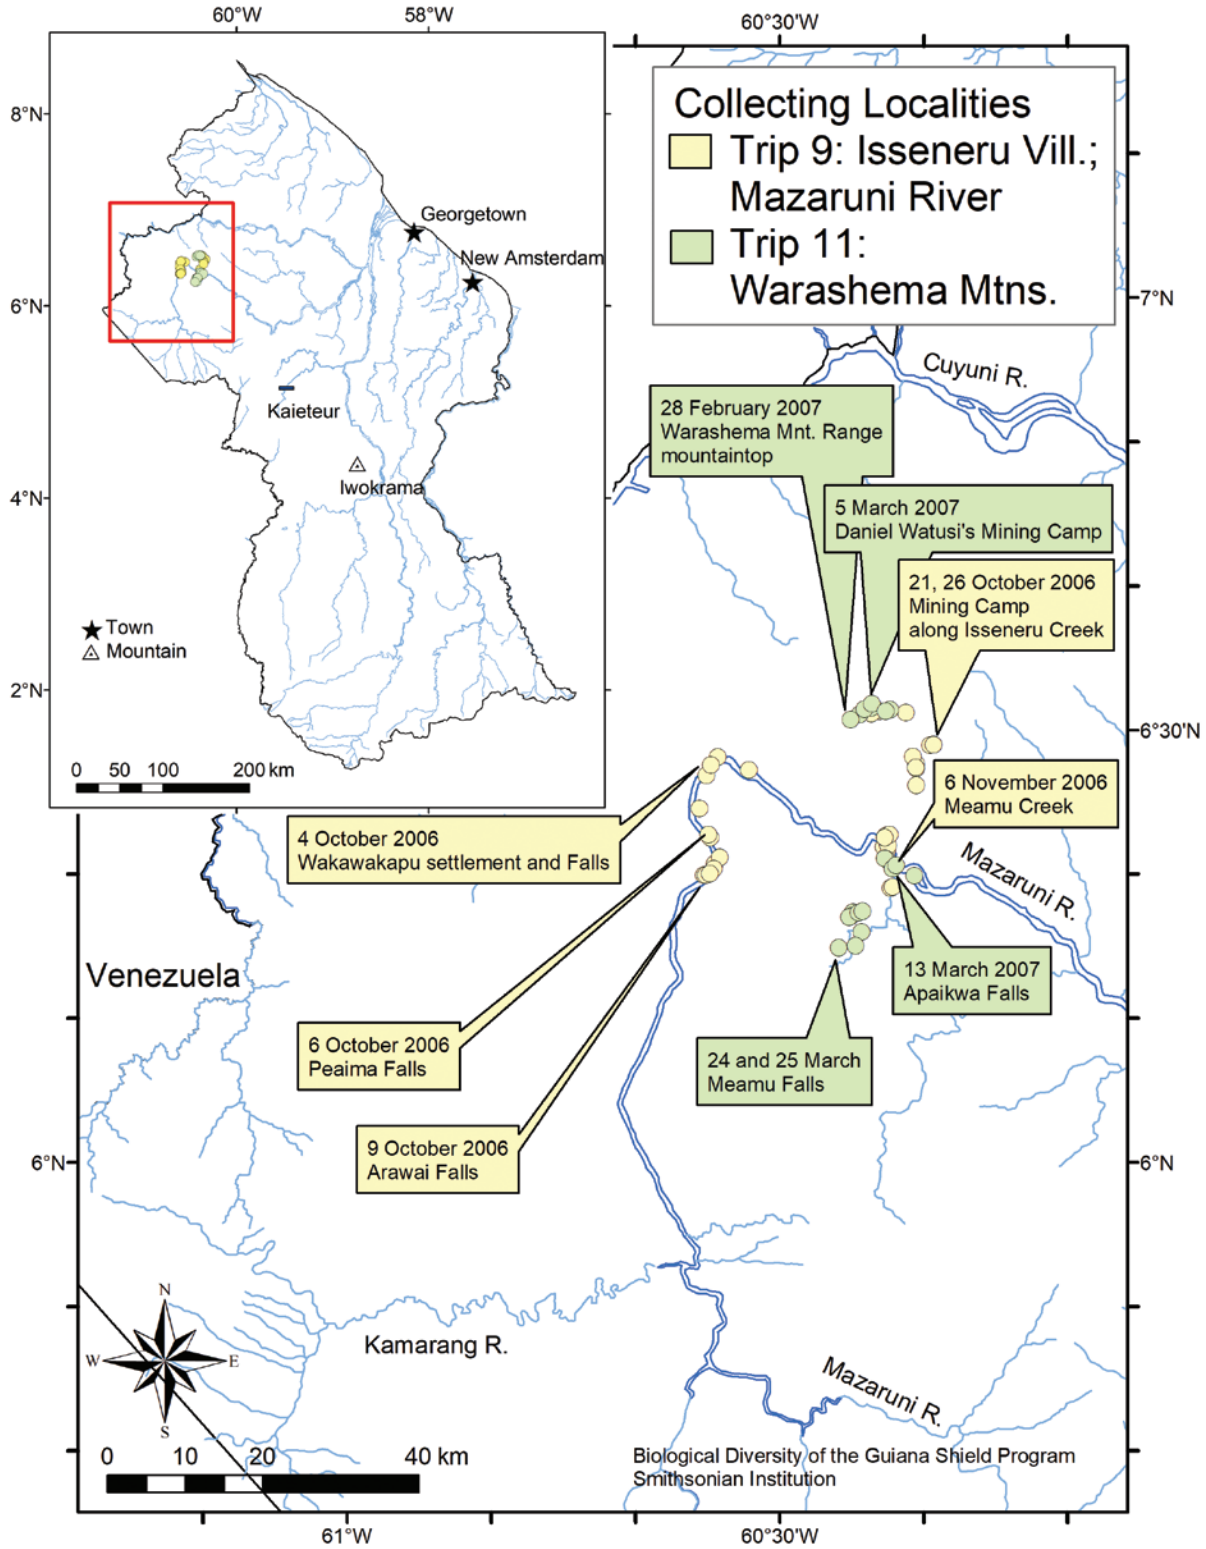 60°W
58°W
8°N
6°N
4°N
2°N
Georgetown
New Amsterdam
Kaieteur
Iwokrama
Town
Mountain
0 50 100 200 km
60°30'W
Collecting Localities
Trip 9: Isseneru Vill.;
Mazaruni River
Trip 11:
Warashema Mtns.
7°N
Cuyuni R.
28 February 2007
Warashema Mnt. Range
mountaintop
5 March 2007
Daniel Watusi's Mining Camp
21, 26 October 2006
Mining Camp
along Isseneru Creek
6°30'N
6 November 2006
Meamu Creek
4 October 2006
Wakawakapu settlement and Falls
Mazaruni R.
Venezuela
13 March 2007
Apaikwa Falls
6 October 2006
Peaima Falls
24 and 25 March
Meamu Falls
9 October 2006
Arawai Falls
6°N
6°N
N
W
E
S
Kamarang R.
Mazaruni R.
0 10 20 40 km
Biological Diversity of the Guiana Shield Program
Smithsonian Institution
61°W
60°30'W